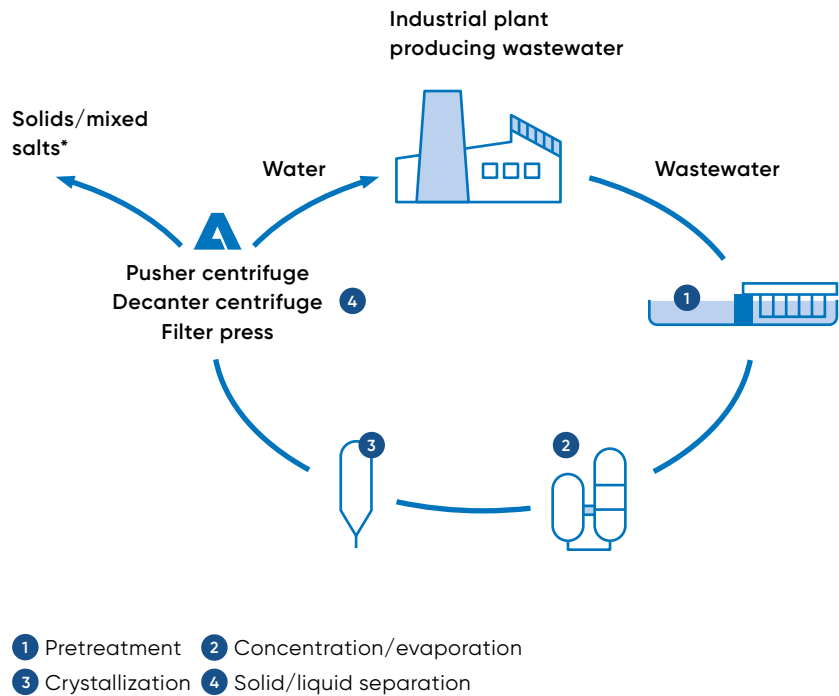 Industrial plant
producing wastewater
Solids/mixed
salts*
Water
Wastewater
Pusher centrifuge
Decanter centrifuge 4
Filter press
1
3
2
1 Pretreatment 2 Concentration/evaporation
3 Crystallization 4 Solid/liquid separation